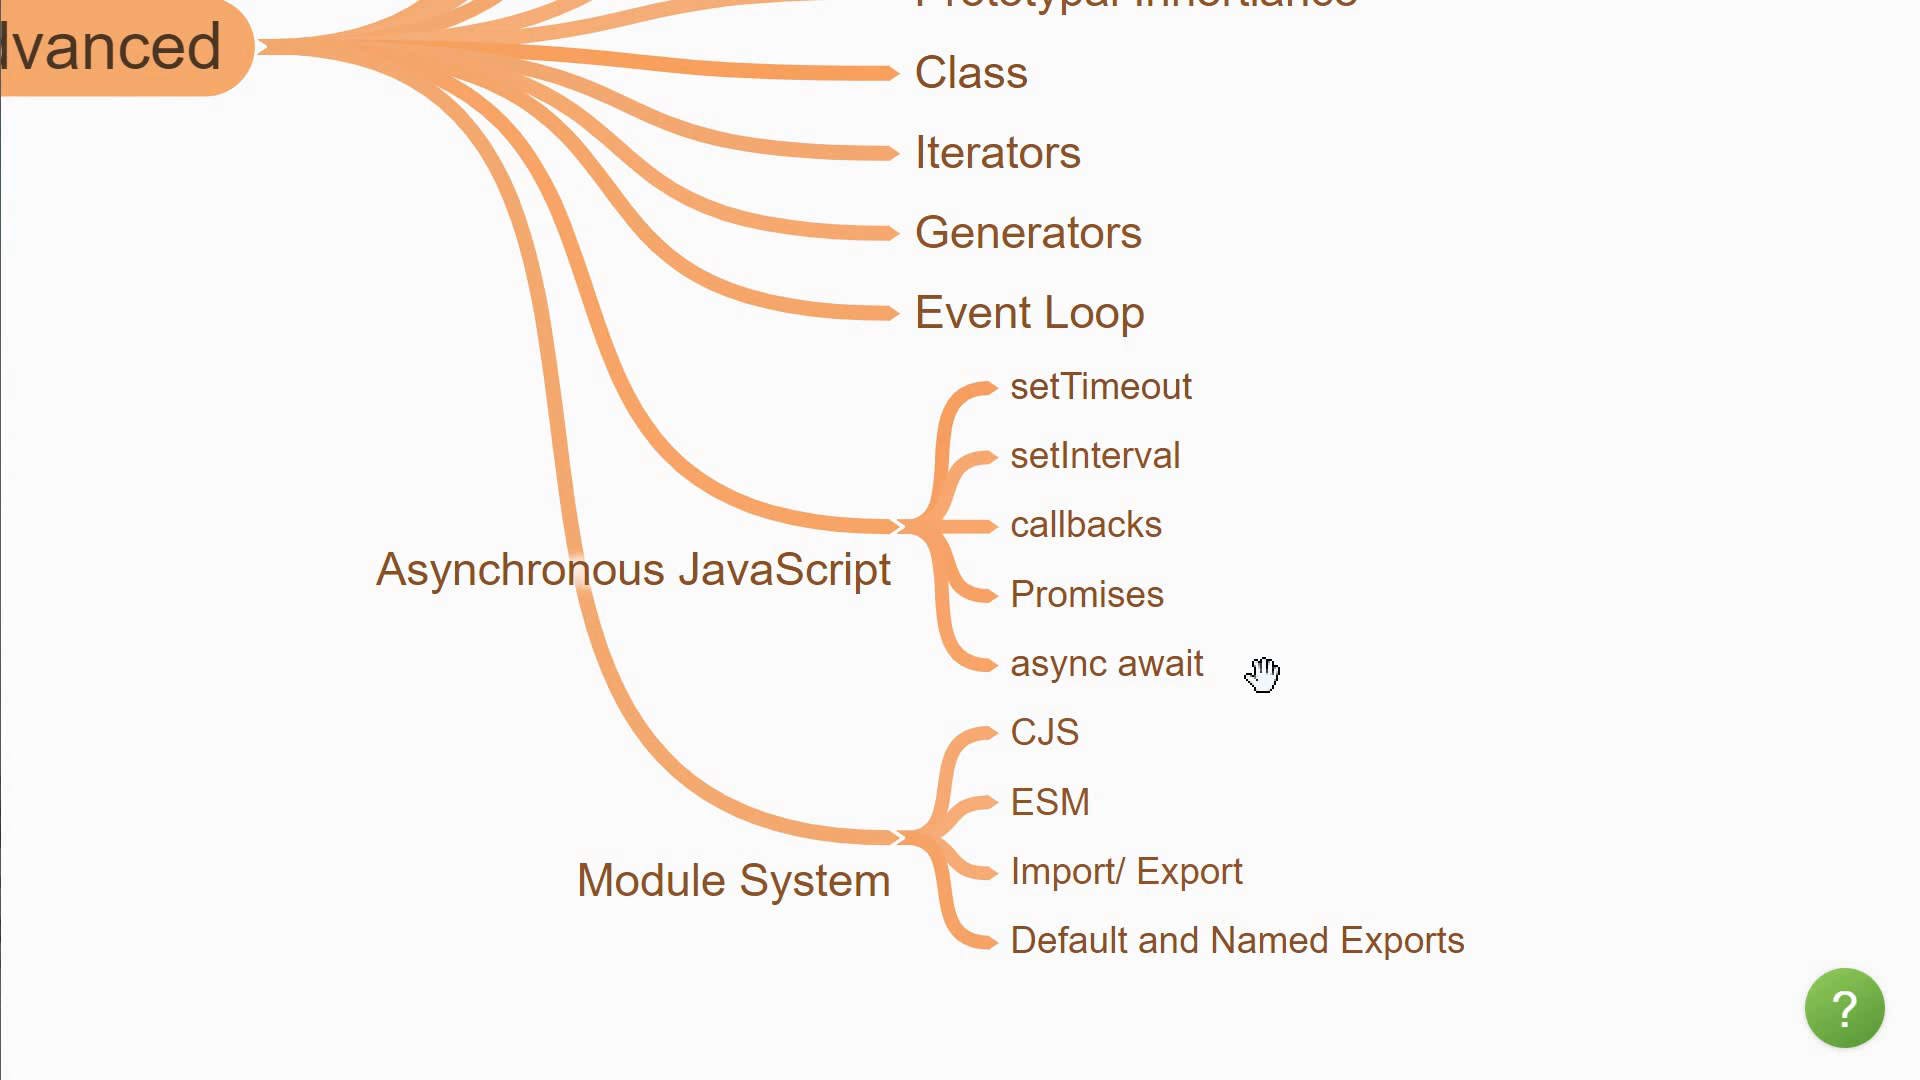 dvanced
Class
Iterators
Generators
Event Loop
setTimeout
setInterval
callbacks
Asynchronous JavaScript
Promises
async await
CJS
ESM
Import/ Export
Module System
Default and Named Exports
?